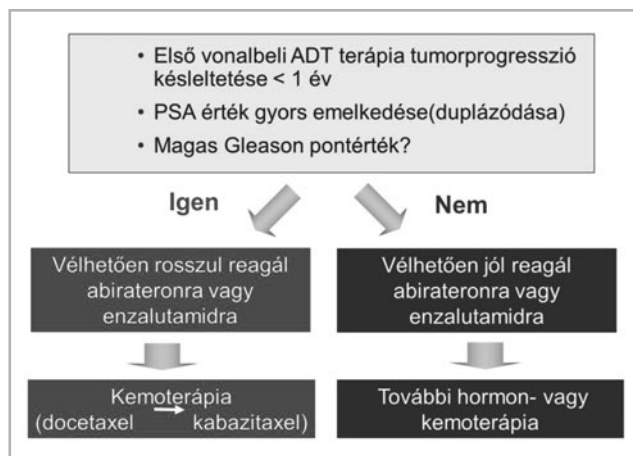 • Első vonalbeli ADT terápia tumorprogresszió
késleltetése < 1 év
• PSA érték gyors emelkedése(duplázódása)
• Magas Gleason pontérték?
Igen
Nem
Vélhetően rosszul reagál
abirateronra vagy
enzalutamidra
Vélhetően jól reagál
abirateronra vagy
enzalutamidra
Kemoterápia
(docetaxel → kabazitaxel)
További hormon- vagy
kemoterápia